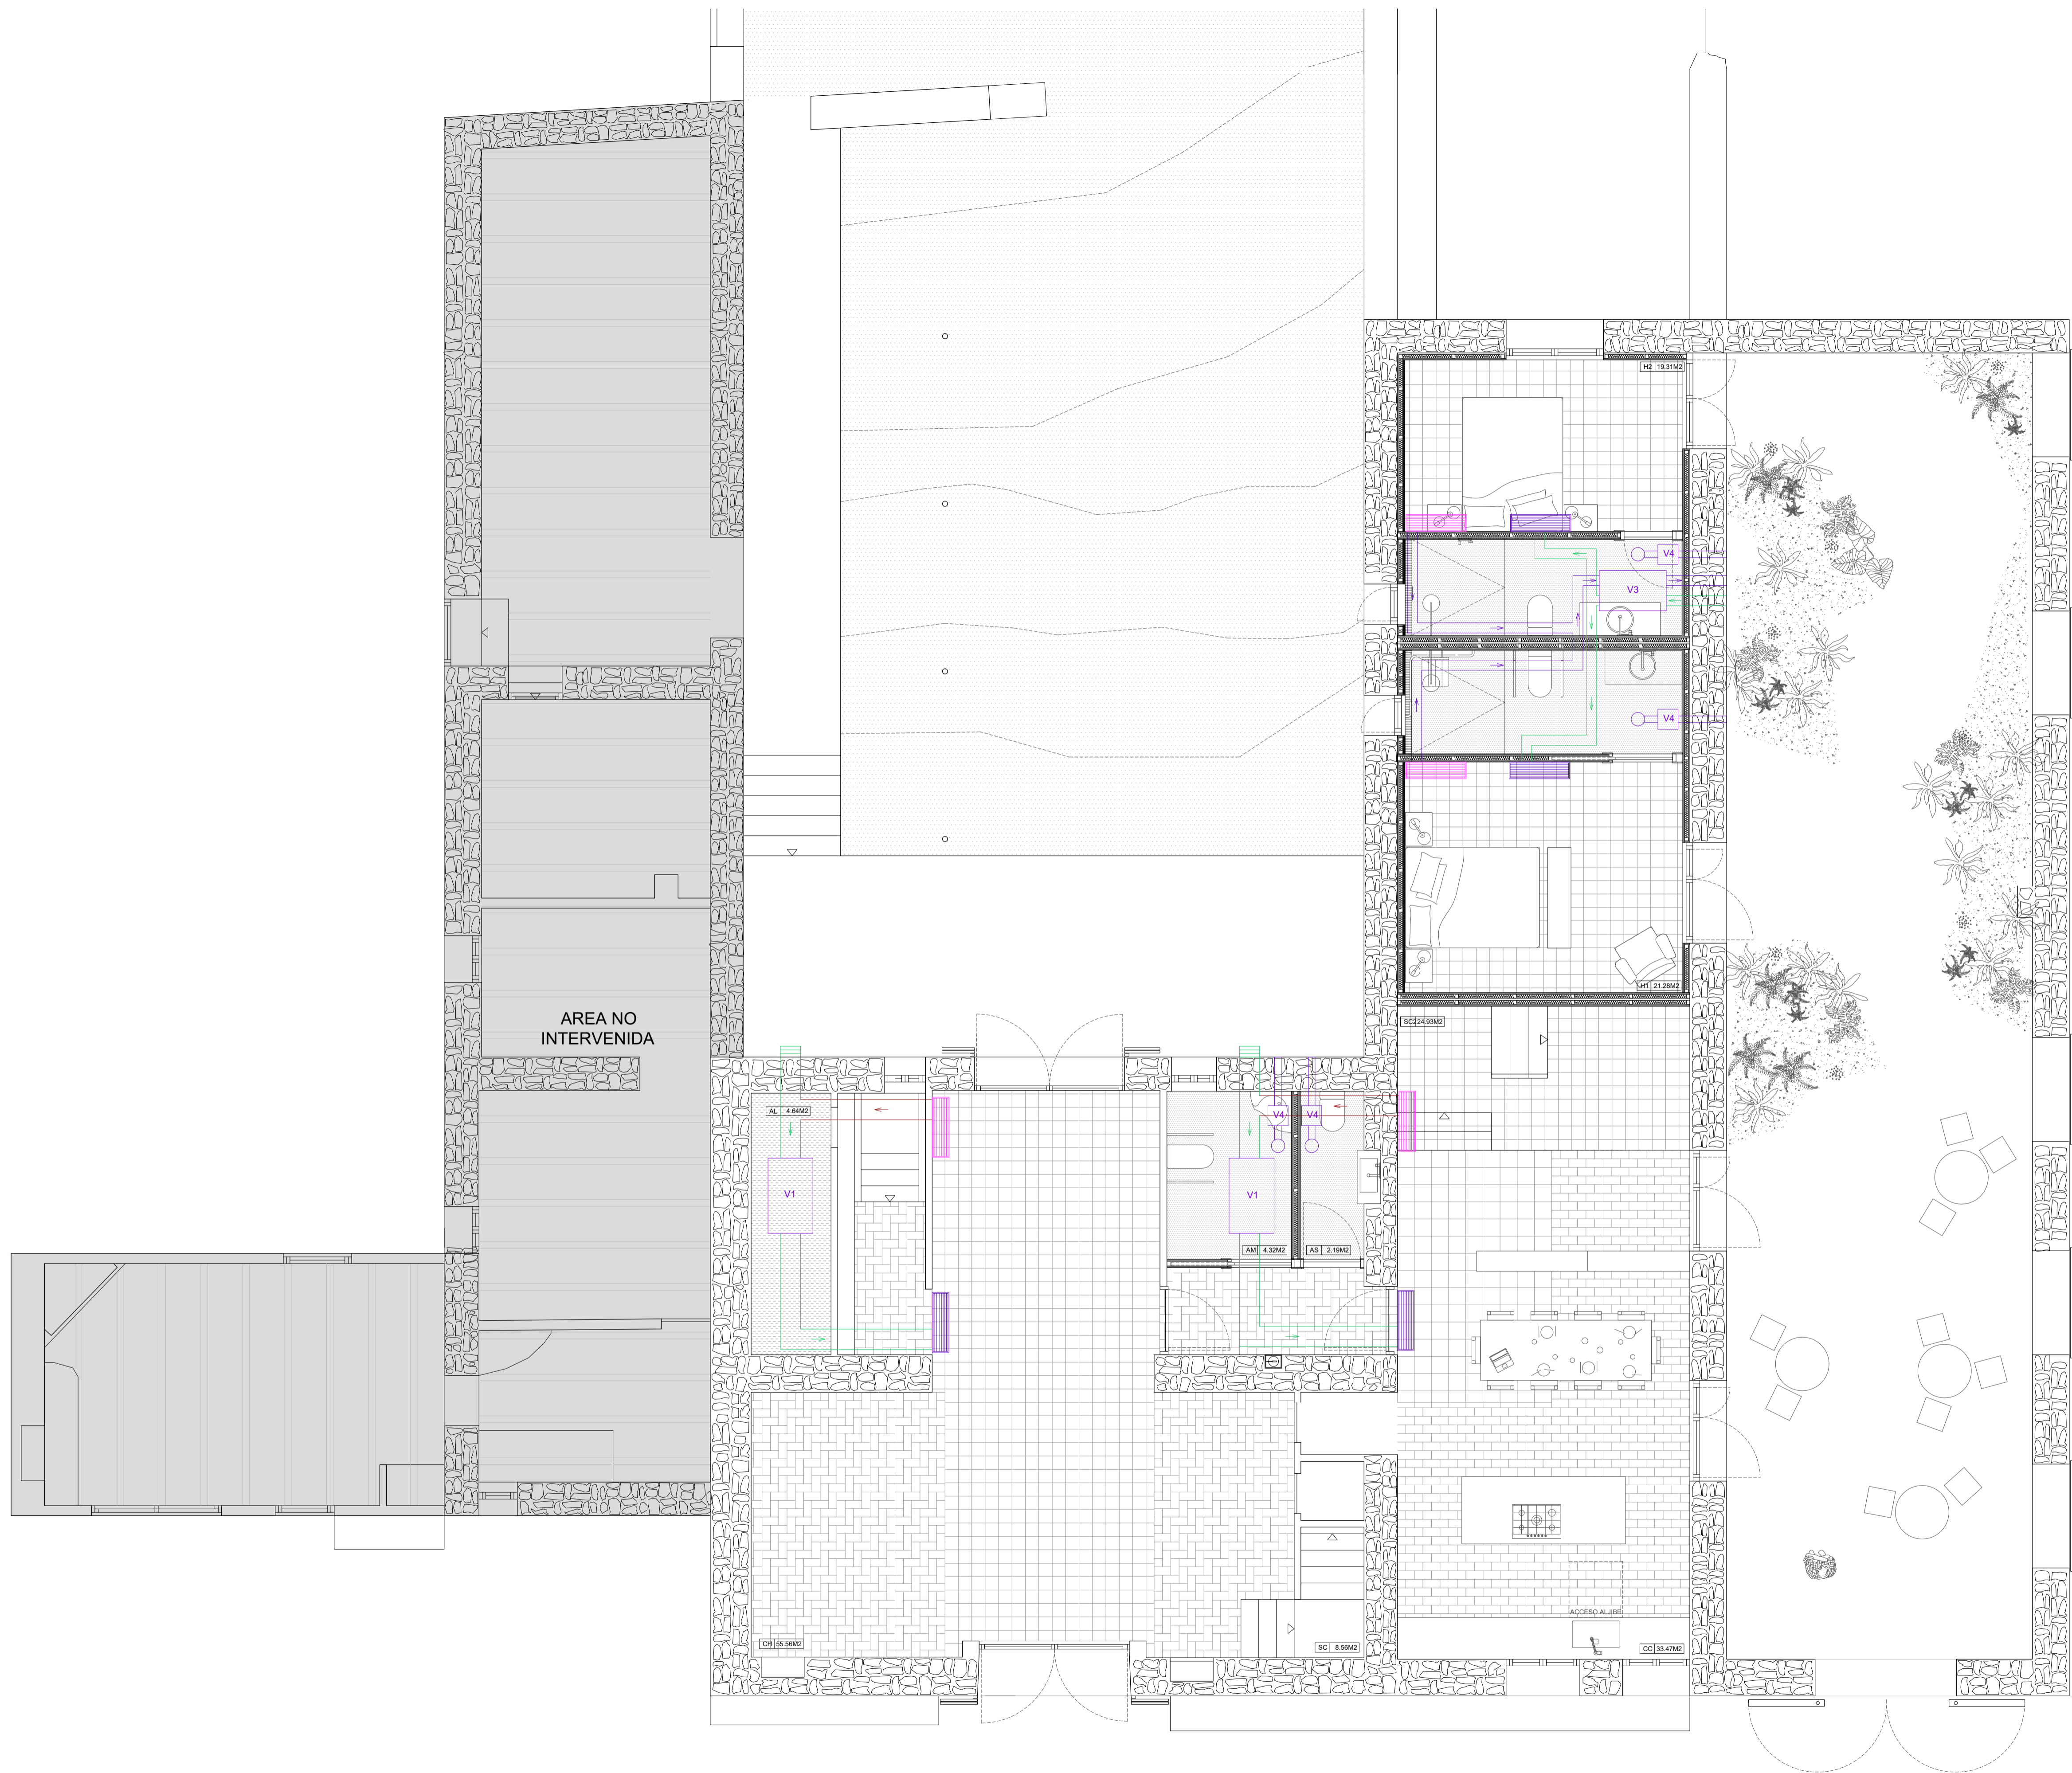 H2 19.31M2
V4
V3
V4
H1 21.28M2
AREA NO
INTERVENIDA
SC2 24.93M2
AL 4.64M2
V4 V4
V1 V1
AM 4.32M2 AS 2.19M2
ACCESO ALJIBE
CH 55.56M2 SC 8.56M2 CC 33.47M2